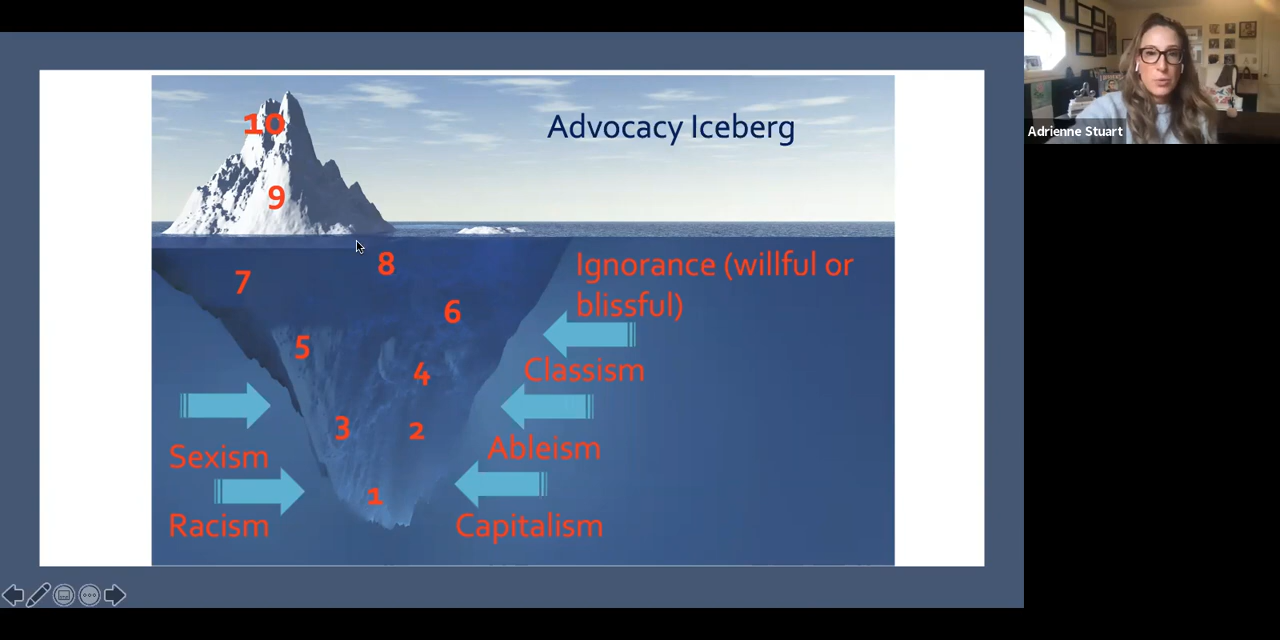 10
Advocacy Iceberg
Adrienne Stuart
9
8
Ignorance (willful or
blissful)
7
6
5
4
Classism
3
2
Sexism
Ableism
1
Racism
Capitalism